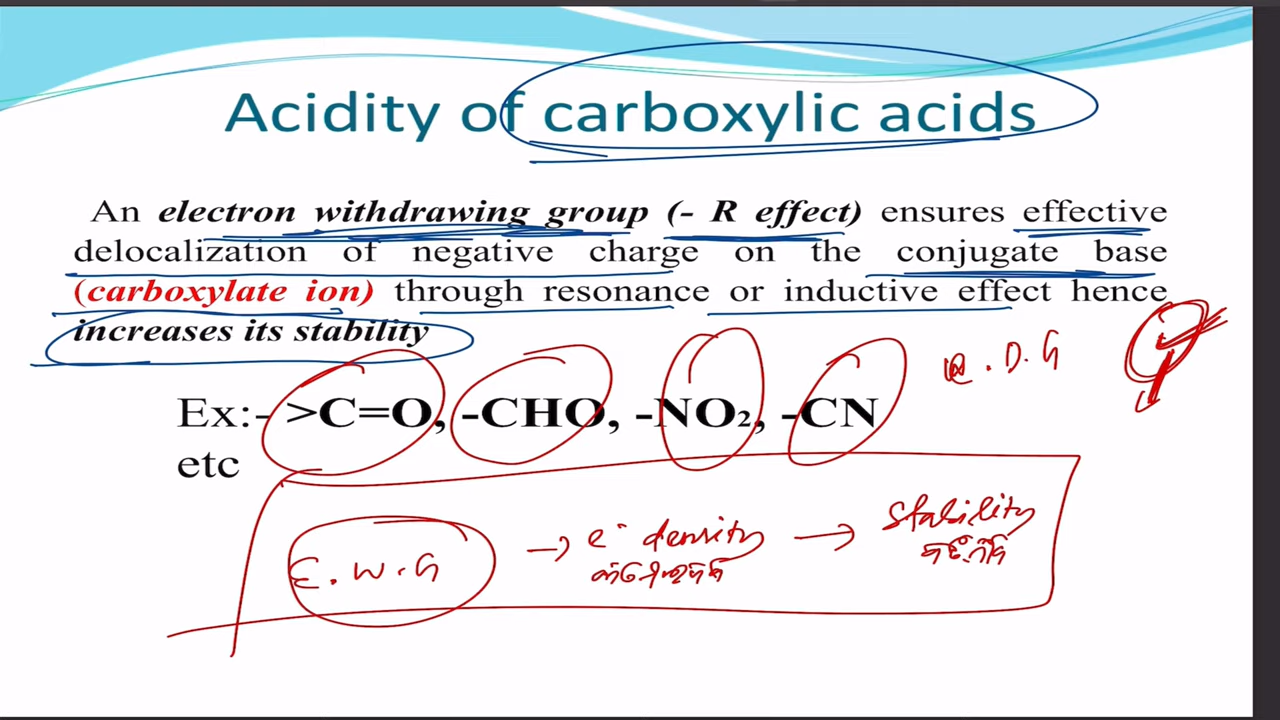 Acidity of carboxylic acids
An electron withdrawing group (- R effect) ensures effective
delocalization of negative charge on the conjugate base
(carboxylate ion) through resonance or inductive effect hence
increases its stability
. D. G
Ex:- >C=O, -CHO, -NO₂, -CN
etc
E. W. G → e⁻ density → Stability